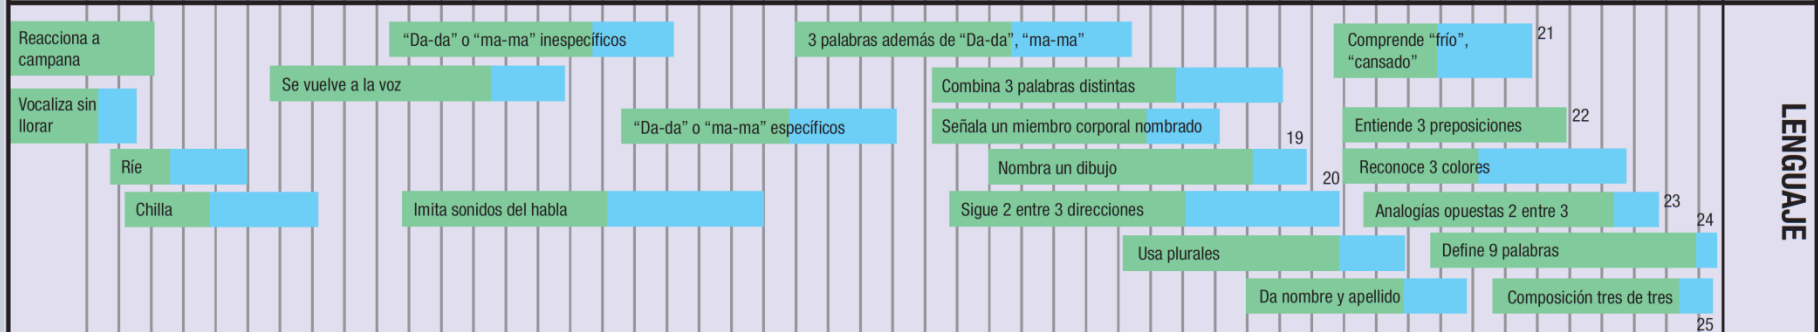 Reacciona a
campana
“Da-da” o “ma-ma” inespecíficos
3 palabras además de “Da-da”, “ma-ma”
Comprende “frío”,
“cansado”
21
Se vuelve a la voz
Combina 3 palabras distintas
Vocaliza sin
llorar
“Da-da” o “ma-ma” específicos
Señala un miembro corporal nombrado
Entiende 3 preposiciones
22
19
Ríe
Nombra un dibujo
Reconoce 3 colores
20
Chilla
Imita sonidos del habla
Sigue 2 entre 3 direcciones
Analogías opuestas 2 entre 3
23
24
Usa plurales
Define 9 palabras
Da nombre y apellido
Composición tres de tres
25
LENGUAJE